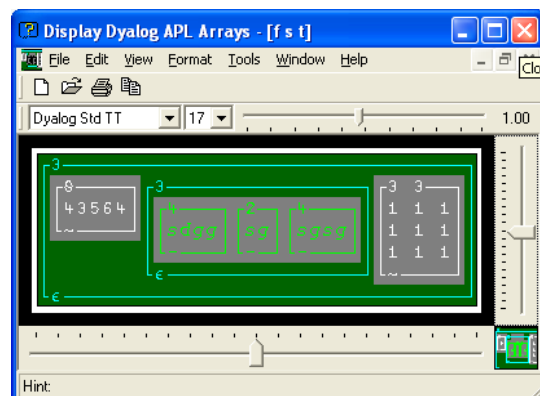 Display Dyalog APL Arrays - [f s t]
File Edit View Format Tools Window Help
Clo
Dyalog Std TT 17 1.00
3
0 3 3 3
43564 4 2 4 1 1 1
sdgg sg sgsg 1 1 1
~ - - - 1 1 1
∊ ~
∊
Hint: